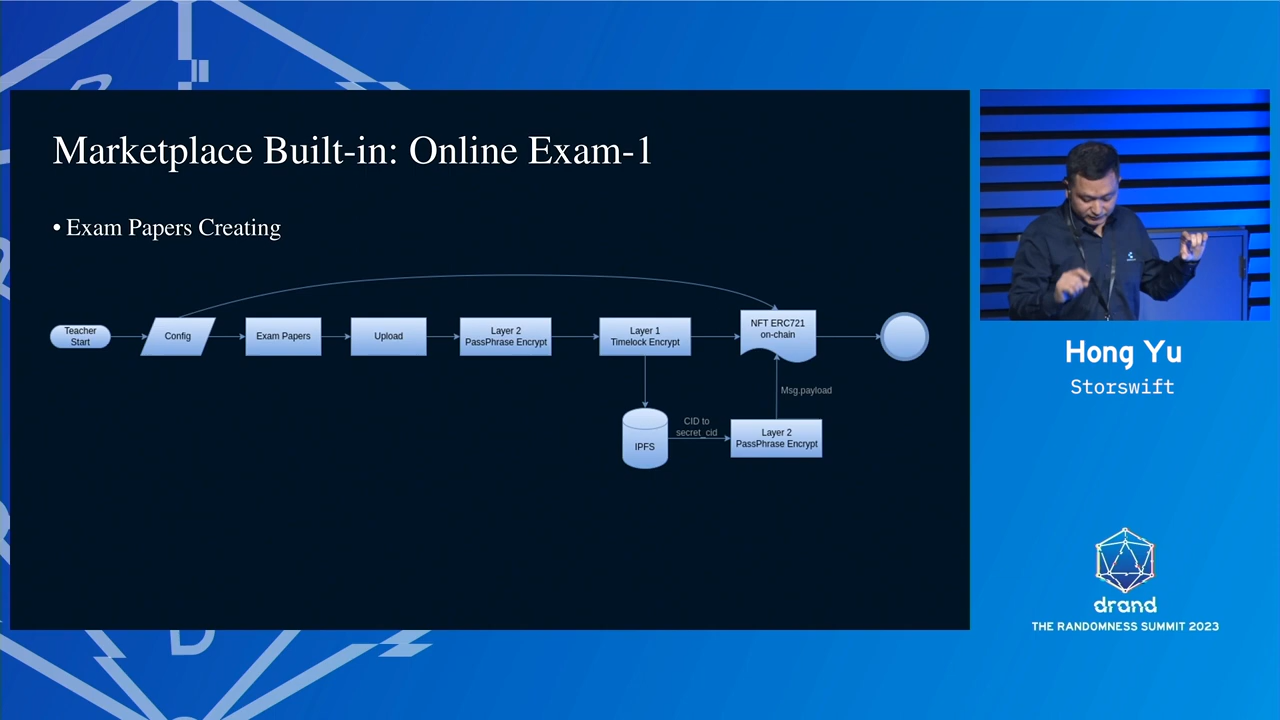 Marketplace Built-in: Online Exam-1
• Exam Papers Creating
Teacher
Start
Config
Exam Papers
Upload
Layer 2
PassPhrase Encrypt
Layer 1
Timelock Encrypt
NFT ERC721
on-chain
Msg.payload
IPFS
CID to
secret_cid
Layer 2
PassPhrase Encrypt
Hong Yu
Storswift
drand
THE RANDOMNESS SUMMIT 2023